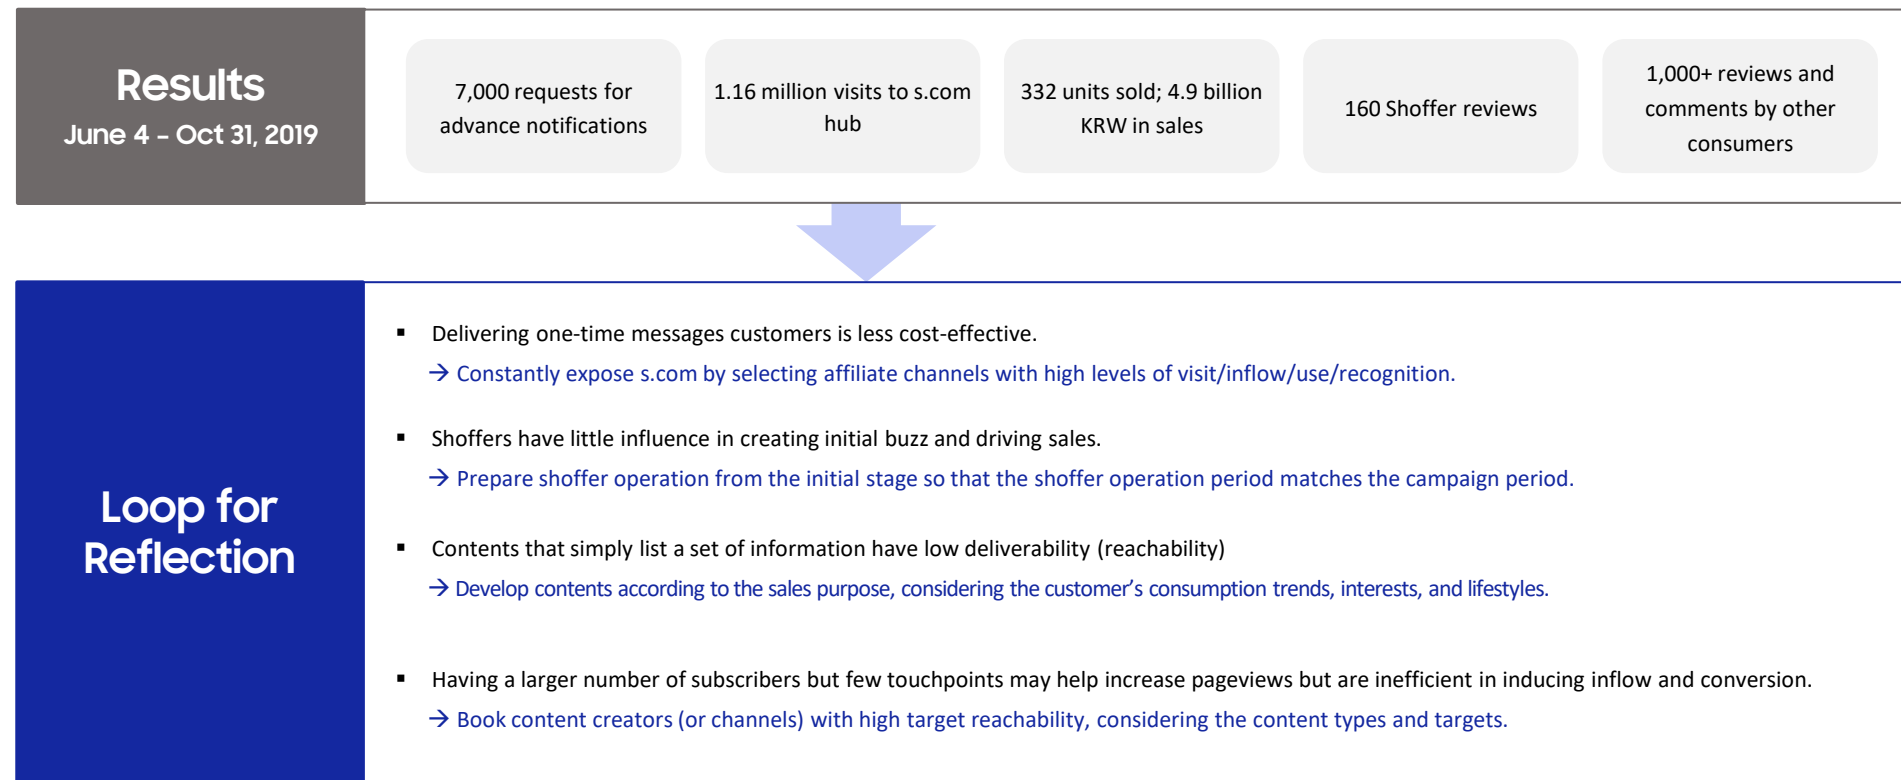 Results
June 4 – Oct 31, 2019
7,000 requests for
advance notifications
1.16 million visits to s.com
hub
332 units sold; 4.9 billion
KRW in sales
160 Shoffer reviews
1,000+ reviews and
comments by other
consumers
Loop for
Reflection
▪ Delivering one-time messages customers is less cost-effective.
→ Constantly expose s.com by selecting affiliate channels with high levels of visit/inflow/use/recognition.
▪ Shoffers have little influence in creating initial buzz and driving sales.
→ Prepare shoffer operation from the initial stage so that the shoffer operation period matches the campaign period.
▪ Contents that simply list a set of information have low deliverability (reachability)
→ Develop contents according to the sales purpose, considering the customer’s consumption trends, interests, and lifestyles.
▪ Having a larger number of subscribers but few touchpoints may help increase pageviews but are inefficient in inducing inflow and conversion.
→ Book content creators (or channels) with high target reachability, considering the content types and targets.